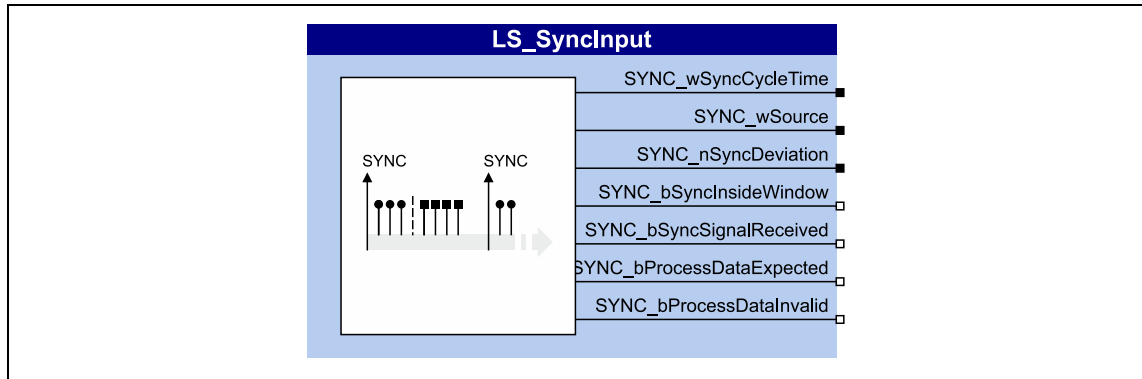 LS_SyncInput
SYNC_wSyncCycleTime
SYNC_wSource
SYNC_nSyncDeviation
SYNC SYNC
SYNC_bSyncInsideWindow
SYNC_bSyncSignalReceived
SYNC_bProcessDataExpected
SYNC_bProcessDataInvalid